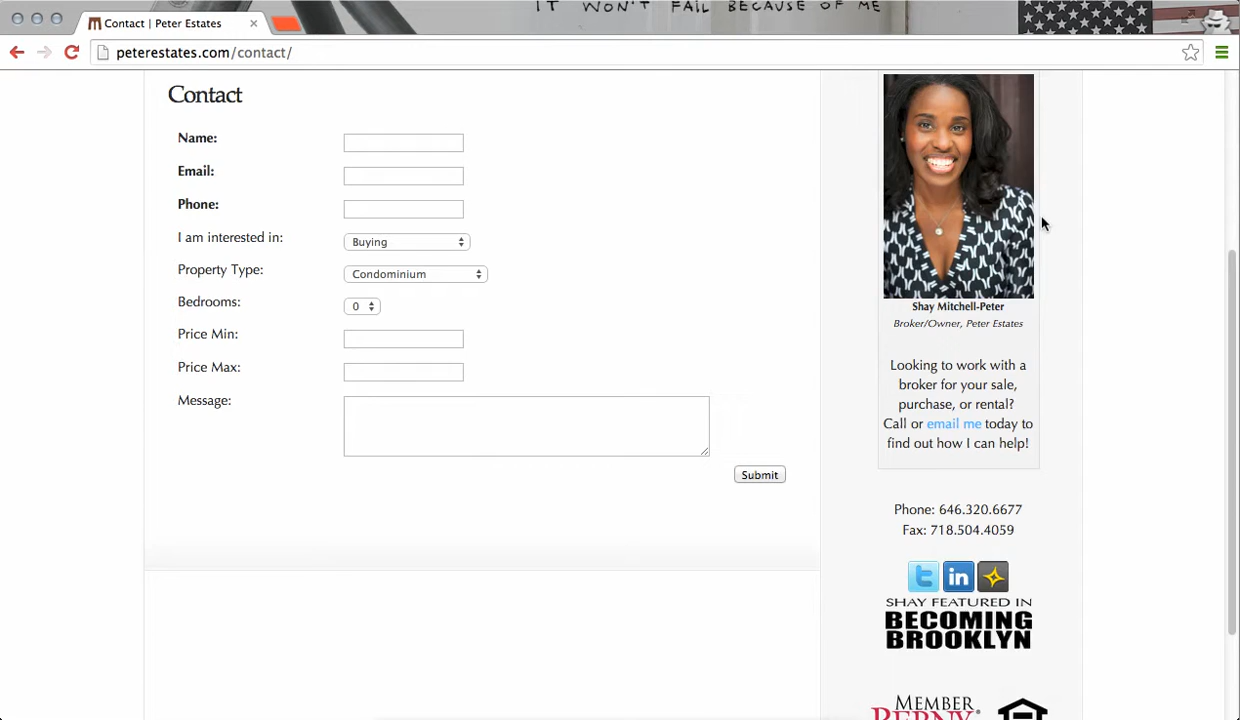 IT WON'T FAIL BECAUSE OF ME
Contact | Peter Estates
peterestates.com/contact/
Contact
Name:
Email:
Phone:
I am interested in:
Buying
Property Type:
Condominium
Bedrooms:
0
Price Min:
Price Max:
Message:
Submit
Shay Mitchell-Peter
Broker/Owner, Peter Estates
Looking to work with a
broker for your sale,
purchase, or rental?
Call or email me today to
find out how I can help!
Phone: 646.320.6677
Fax: 718.504.4059
in
SHAY FEATURED IN
BECOMING
BROOKLYN
MEMBER